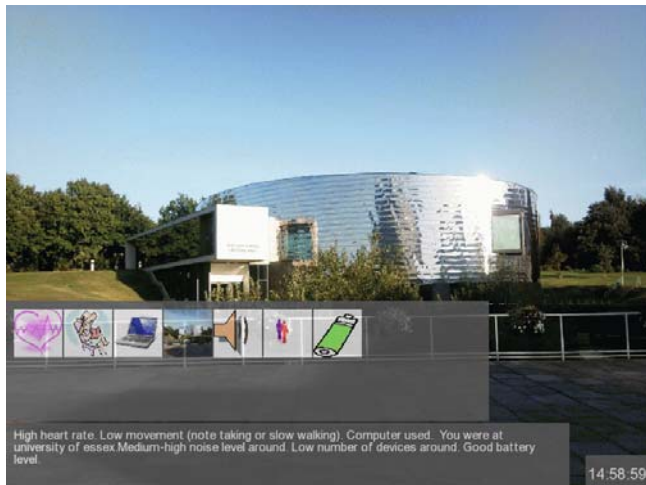 High heart rate. Low movement (note taking or slow walking). Computer used.  You were at
university of essex.Medium-high noise level around. Low number of devices around. Good battery
level.
14:58:59